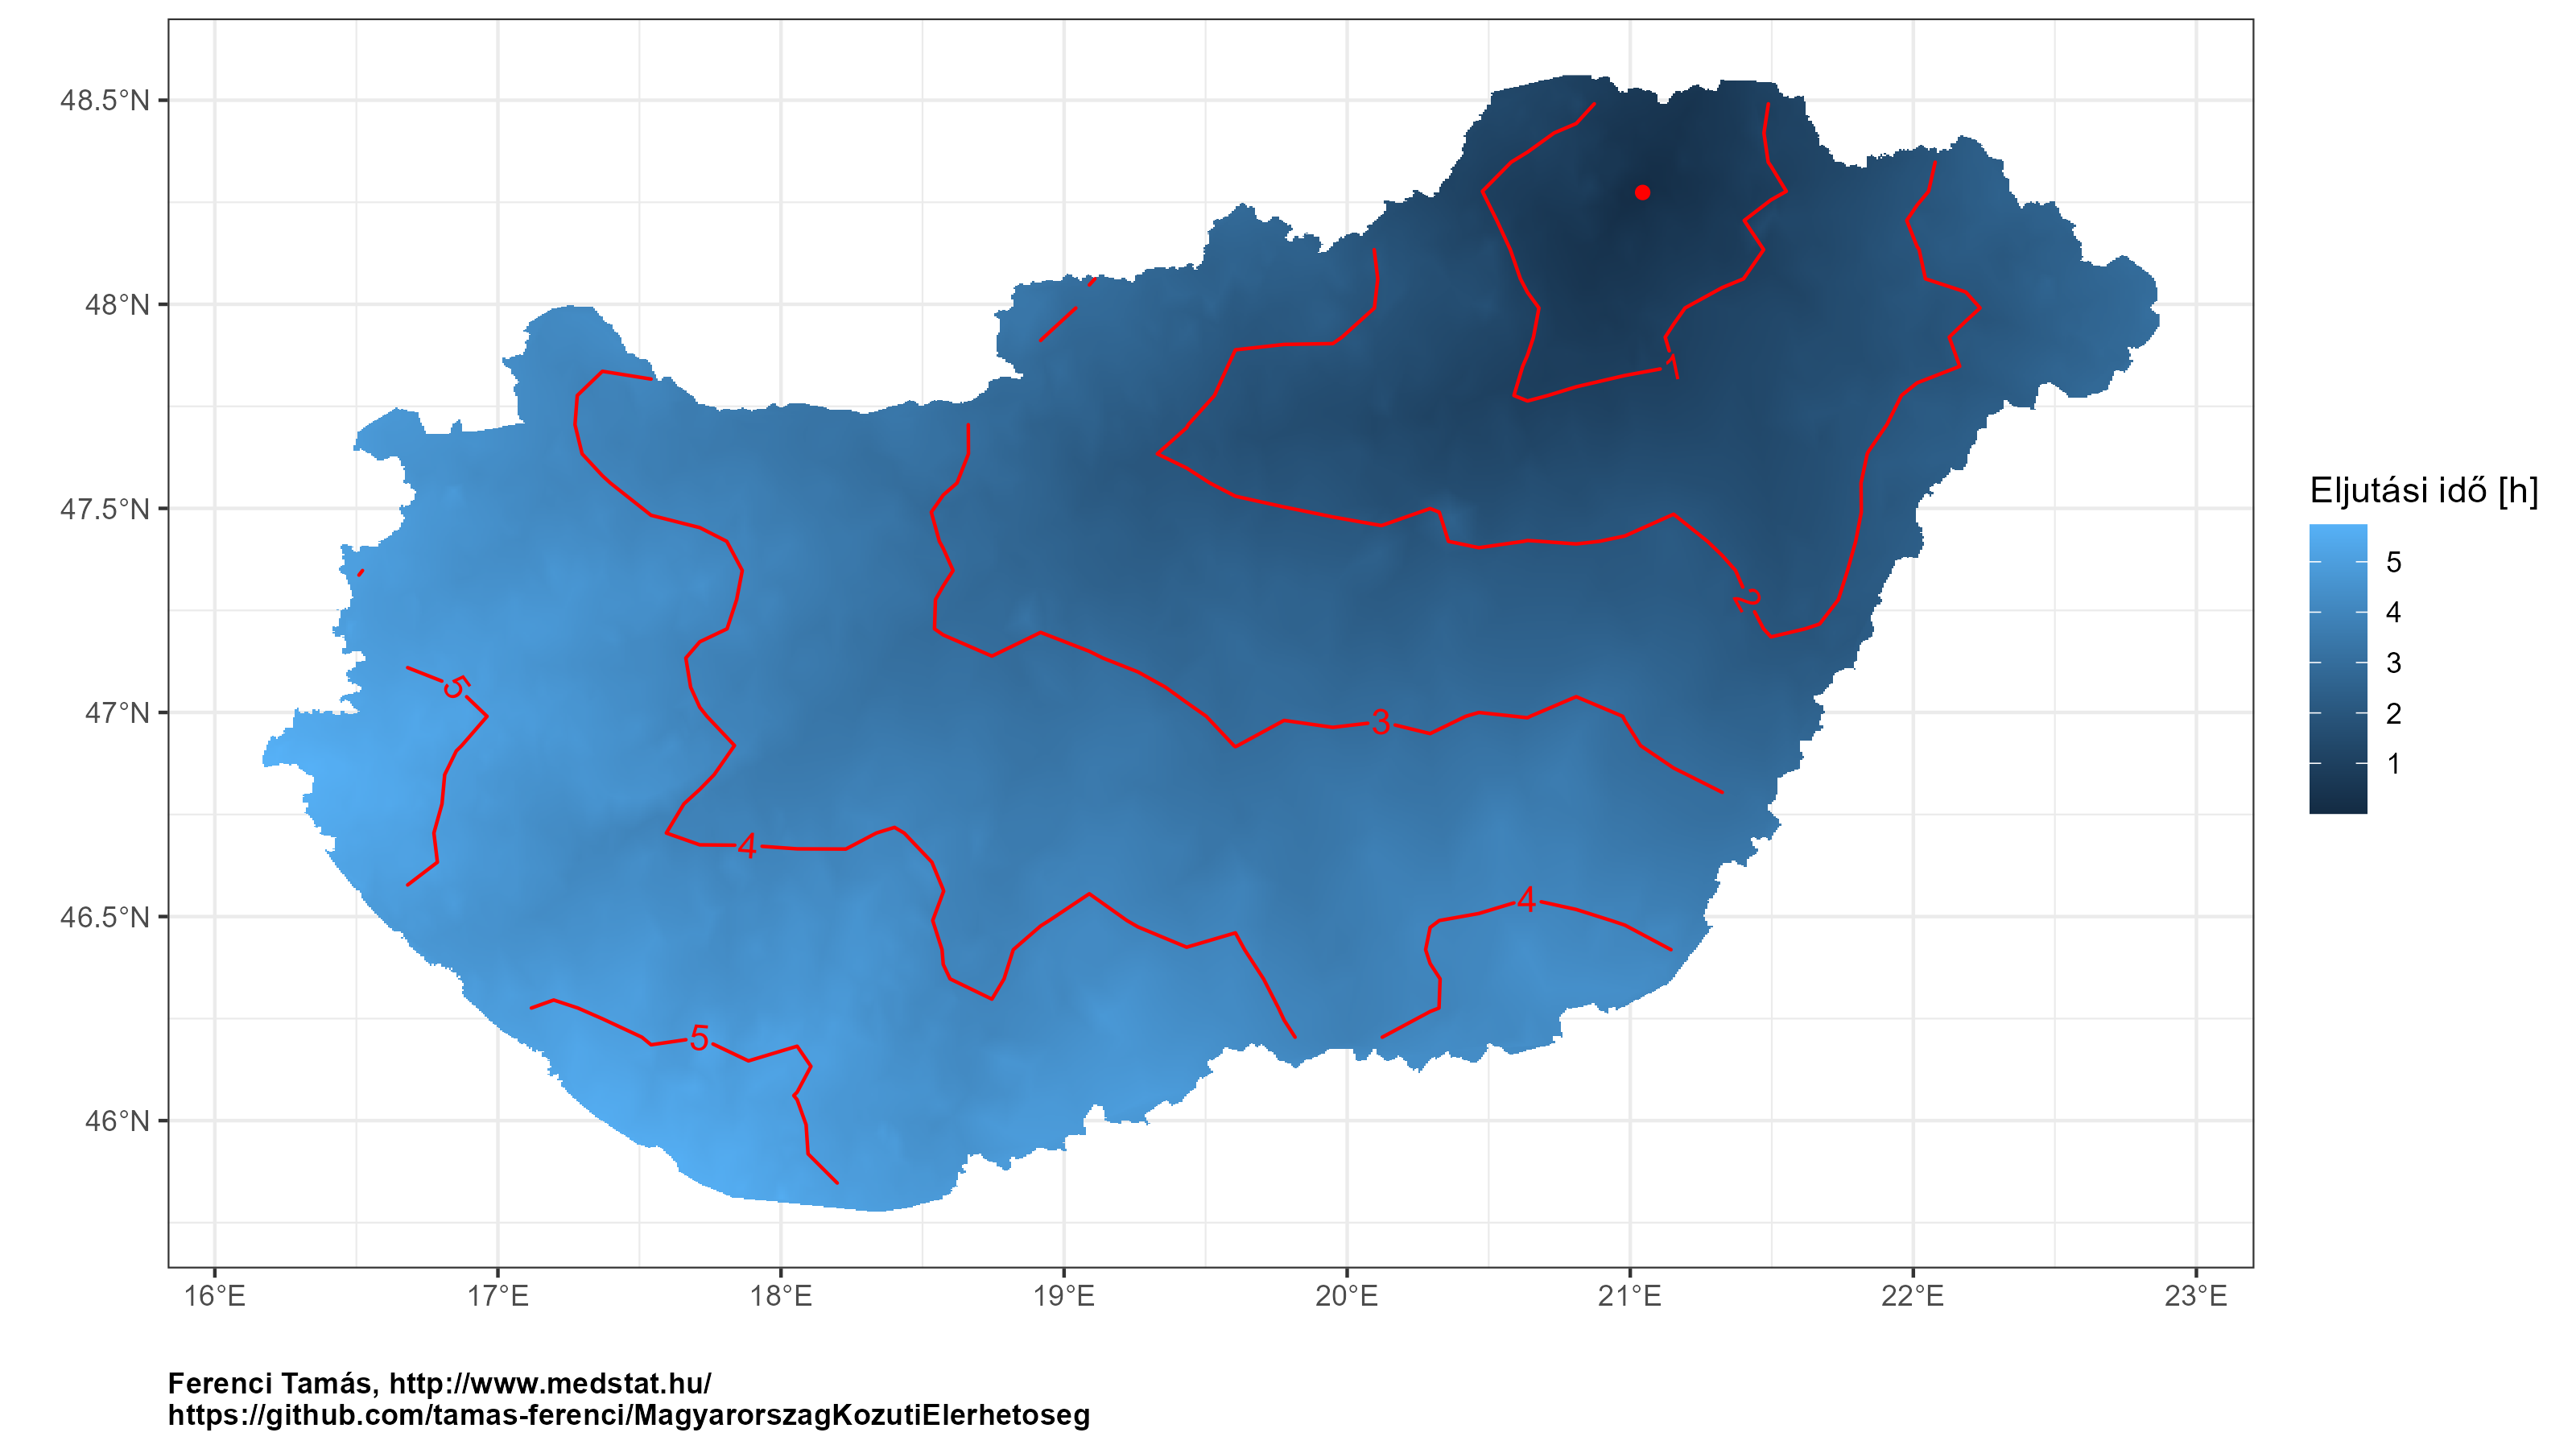 48.5°N
48°N
47.5°N
47°N
46.5°N
46°N
16°E 17°E 18°E 19°E 20°E 21°E 22°E 23°E
1
2
3
4
4
5
5
Eljutási idő [h]
5
4
3
2
1
Ferenci Tamás, http://www.medstat.hu/
https://github.com/tamas-ferenci/MagyarorszagKozutiElerhetoseg